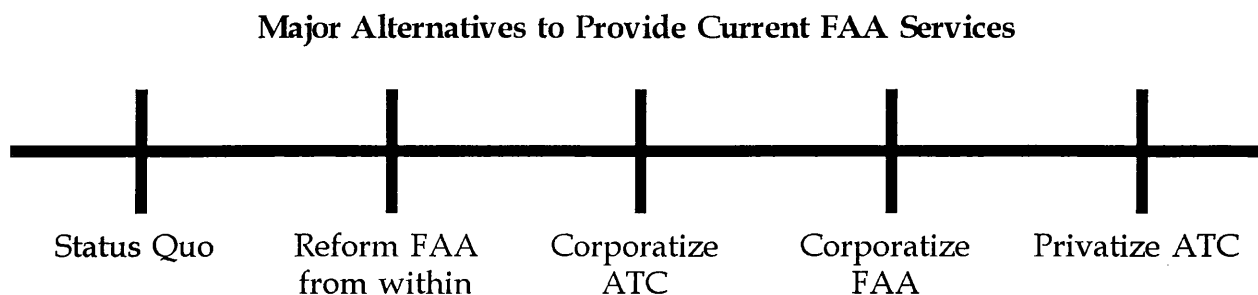 Major Alternatives to Provide Current FAA Services
Status Quo
Reform FAA
from within
Corporatize
ATC
Corporatize
FAA
Privatize ATC